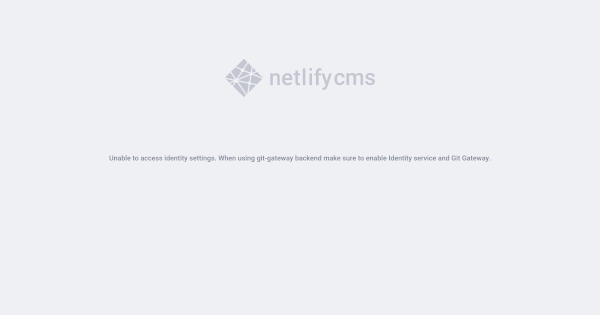 netlifycms
Unable to access identity settings. When using git-gateway backend make sure to enable Identity service and Git Gateway.